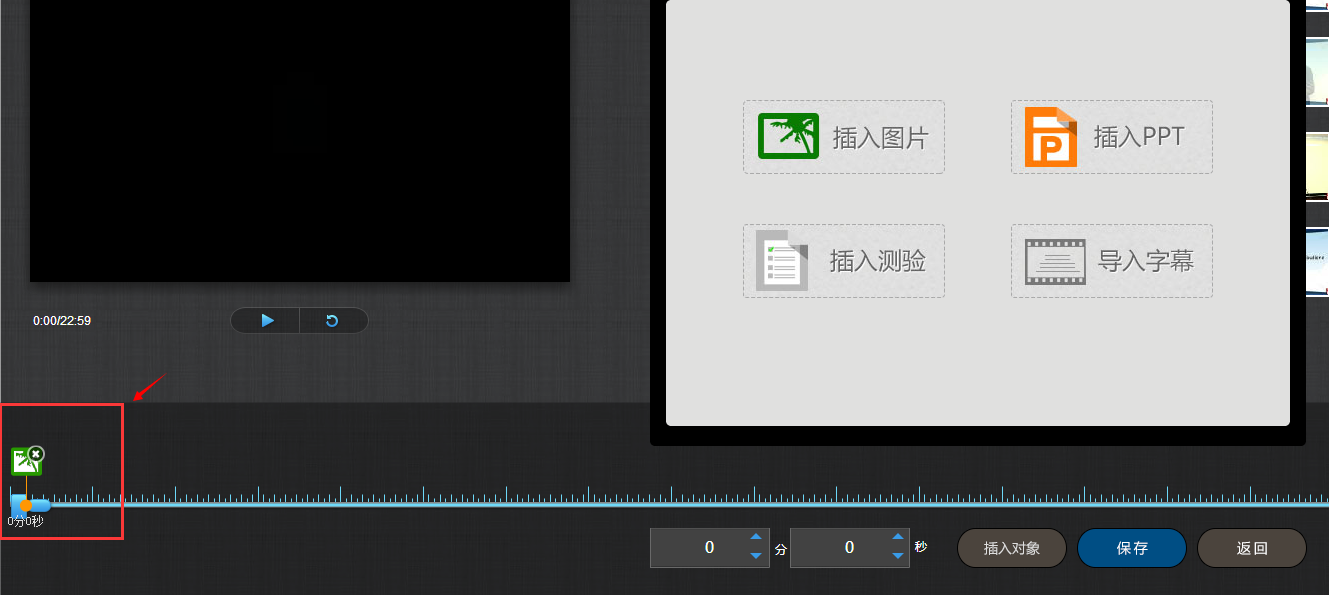 插入图片
插入PPT
插入测验
导入字幕
0:00/22:59
0分0秒
0 分 0 秒
插入对象
保存
返回